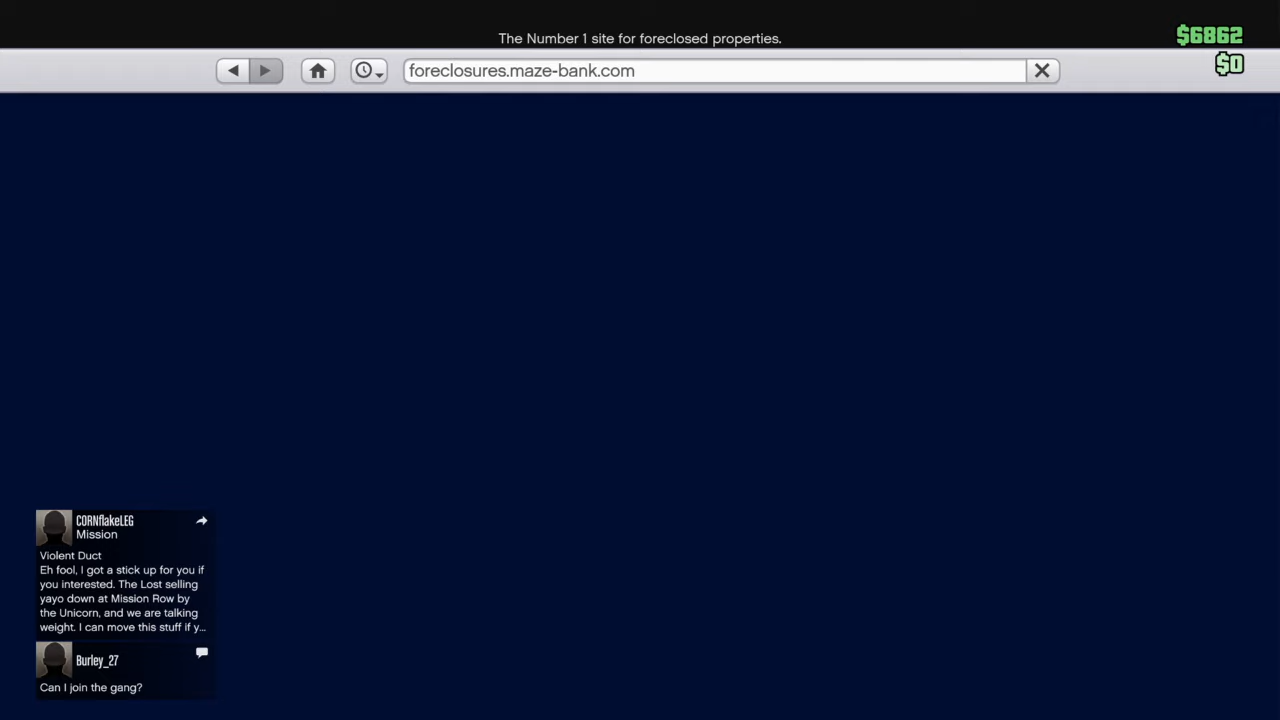 The Number 1 site for foreclosed properties.
$6862
foreclosures.maze-bank.com
$0
CORNflakeLEG
Mission
Violent Duct
Eh fool, I got a stick up for you if
you interested. The Lost selling
yayo down at Mission Row by
the Unicorn, and we are talking
weight. I can move this stuff if y...
Burley_27
Can I join the gang?